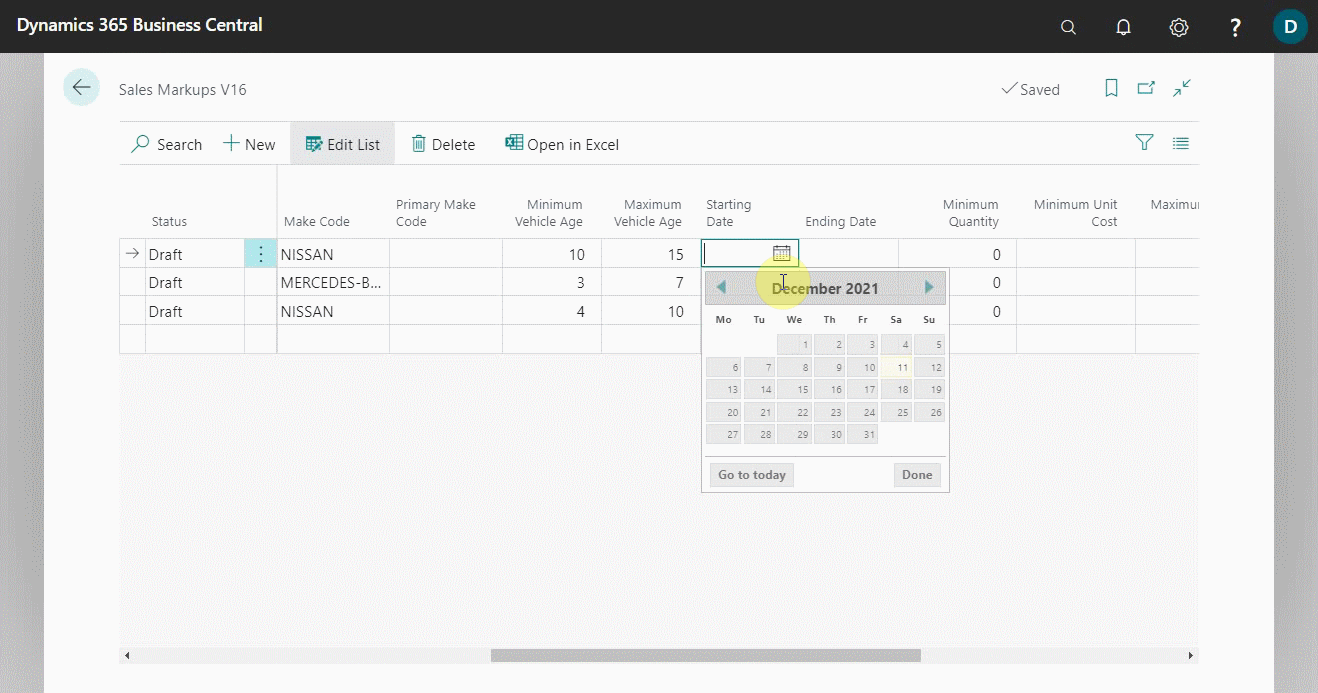 Dynamics 365 Business Central
?
D
Sales Markups V16
Saved
Search
New
Edit List
Delete
Open in Excel
Status
Make Code
Primary Make
Code
Minimum
Vehicle Age
Maximum
Vehicle Age
Starting
Date
Ending Date
Minimum
Quantity
Minimum Unit
Cost
Maximu
Draft NISSAN 10 15 0
Draft MERCEDES-B... 3 7 0
Draft NISSAN 4 10 0
December 2021
Mo Tu We Th Fr Sa Su
1 2 3 4 5
6 7 8 9 10 11 12
13 14 15 16 17 18 19
20 21 22 23 24 25 26
27 28 29 30 31
Go to today
Done